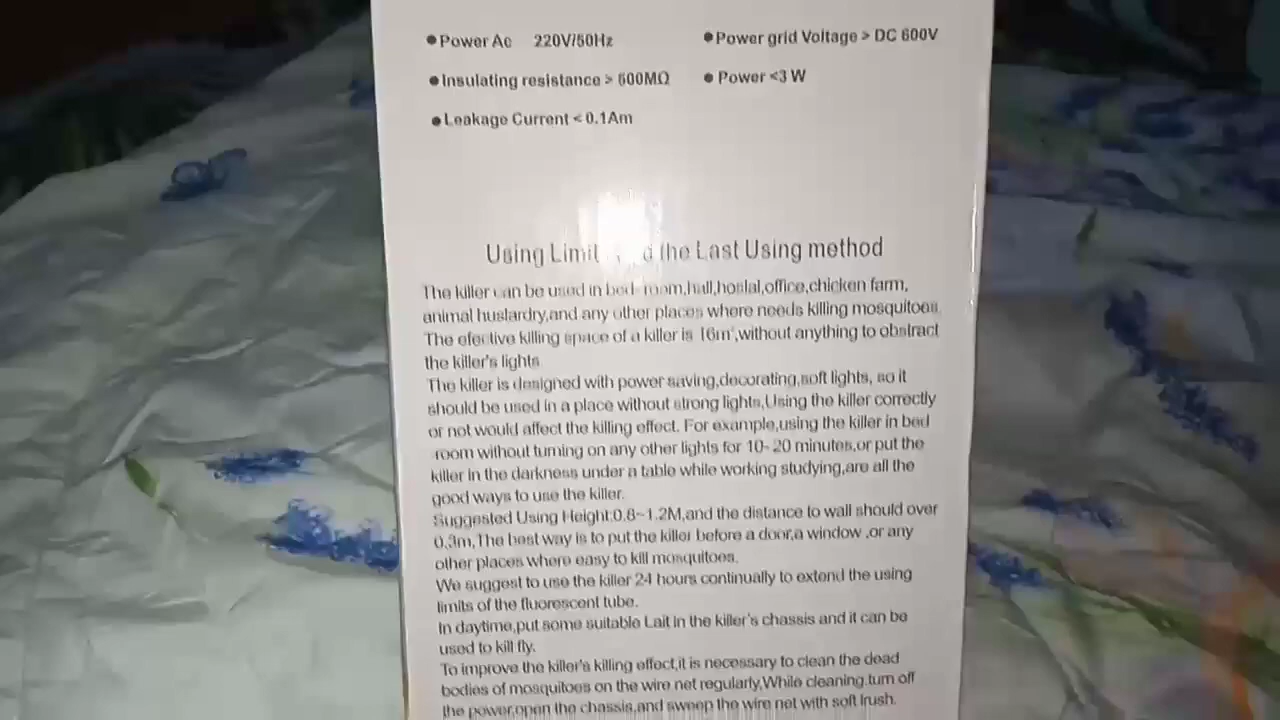 ●Power Ac 220V/50Hz ●Power grid Voltage > DC 600V
●Insulating resistance > 600MΩ ●Power <3 W
●Leakage Current < 0.1Am
Using Limit the Last Using method
The killer can be used in bed-room,hall,hoslal,office,chicken farm,
animal huslardry,and any other places where needs killing mosquitoes.
The efective killing space of a killer is 16m²,without anything to obstract
the killer's lights
The killer is designed with power saving,decorating,soft lights, so it
should be used in a place without strong lights,Using the killer correctly
or not would affect the killing effect. For example,using the killer in bed
room without turning on any other lights for 10-20 minutes,or put the
killer in the darkness under a table while working studying,are all the
good ways to use the killer.
Suggested Using Height:0.8~1.2M,and the distance to wall should over
0.3m,The best way is to put the killer before a door,a window ,or any
other places where easy to kill mosquitoes.
We suggest to use the killer 24 hours continually to extend the using
limits of the fluorescent tube.
In daytime,put some suitable Lait in the killer's chassis and it can be
used to kill fly.
To improve the killer's killing effect,it is necessary to clean the dead
bodies of mosquitoes on the wire net regularly,While cleaning,turn off
the power,open the chassis,and sweep the wire net with soft lrush.